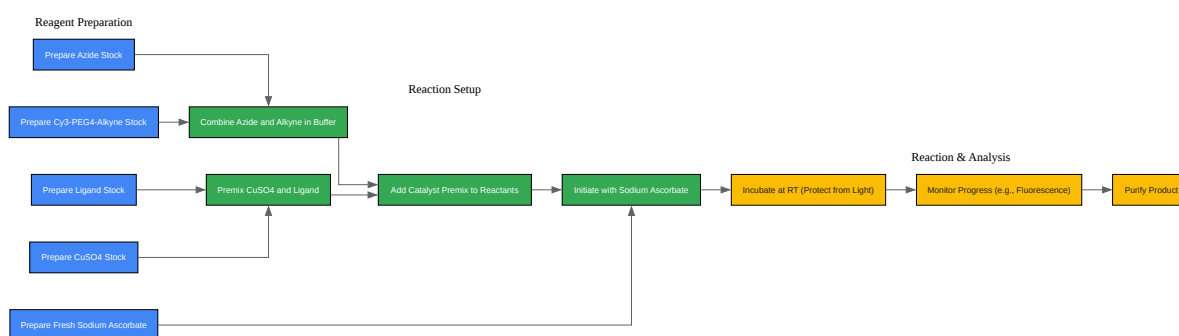 Reagent Preparation
Prepare Azide Stock
Reaction Setup
Prepare Cy3-PEG4-Alkyne Stock
Combine Azide and Alkyne in Buffer
Reaction & Analysis
Prepare Ligand Stock
Premix CuSO4 and Ligand
Add Catalyst Premix to Reactants
Initiate with Sodium Ascorbate
Incubate at RT (Protect from Light)
Monitor Progress (e.g., Fluorescence)
Purify Product
Prepare CuSO4 Stock
Prepare Fresh Sodium Ascorbate